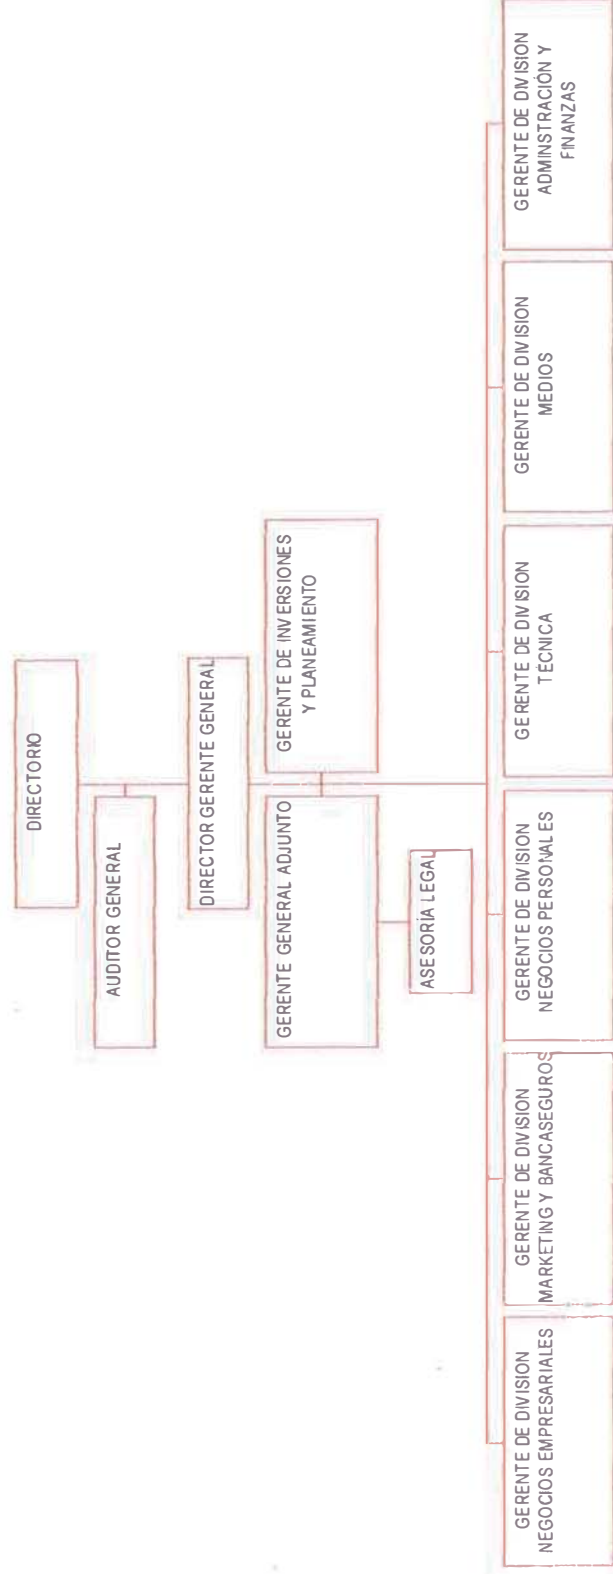 DIRECTORIO
AUDITOR GENERAL
DIRECTOR GERENTE GENERAL
GERENTE GENERAL ADJUNTO
GERENTE DE INVERSIONES
Y PLANEAMIENTO
ASESORÍA LEGAL
GERENTE DE DIVISION
NEGOCIOS EMPRESARIALES
GERENTE DE DIVISION
MARKETING Y BANCASEGUROS
GERENTE DE DIVISION
NEGOCIOS PERSONALES
GERENTE DE DIVISION
TÉCNICA
GERENTE DE DIVISION
MEDIOS
GERENTE DE DIVISION
ADMINSTRACIÓN Y
FINANZAS